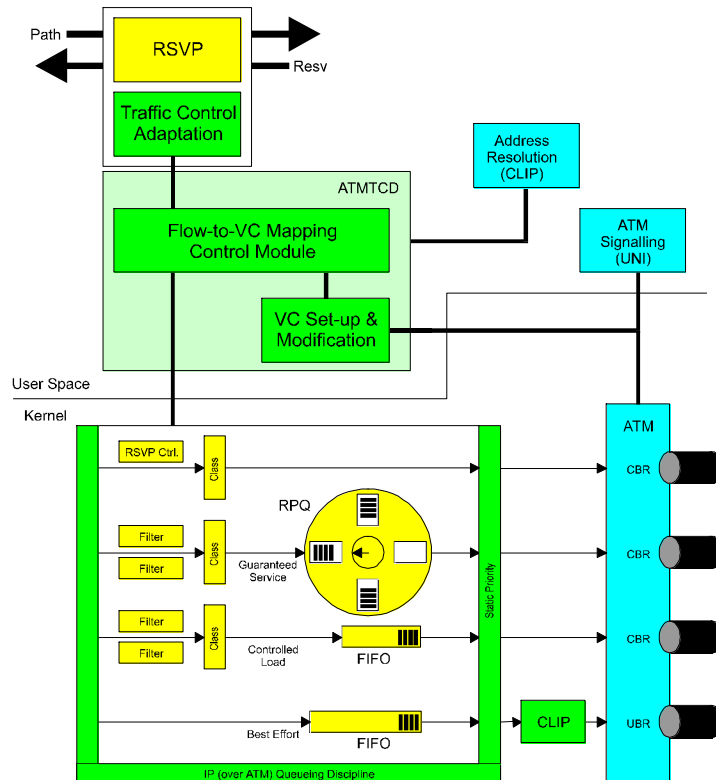 Path
RSVP
Resv
Traffic Control
Adaptation
Address
Resolution
(CLIP)
ATMTCD
Flow-to-VC Mapping
Control Module
ATM
Signalling
(UNI)
VC Set-up &
Modification
User Space
Kernel
ATM
RSVP Ctrl.
Class
CBR
RPQ
Filter
Filter
Class
Guaranteed
Service
CBR
Static Priority
Filter
Filter
Class
Controlled
Load
FIFO
CBR
Best Effort
FIFO
CLIP
UBR
IP (over ATM) Queueing Discipline